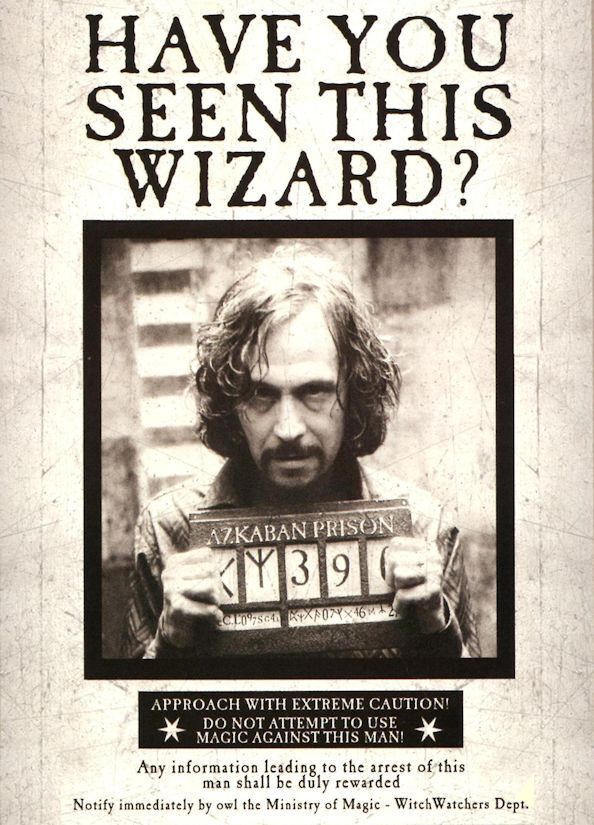 HAVE YOU
SEEN THIS
WIZARD?
AZKABAN PRISON
390
APPROACH WITH EXTREME CAUTION!
DO NOT ATTEMPT TO USE
MAGIC AGAINST THIS MAN!
Any information leading to the arrest of this
man shall be duly rewarded
Notify immediately by owl the Ministry of Magic - WitchWatchers Dept.